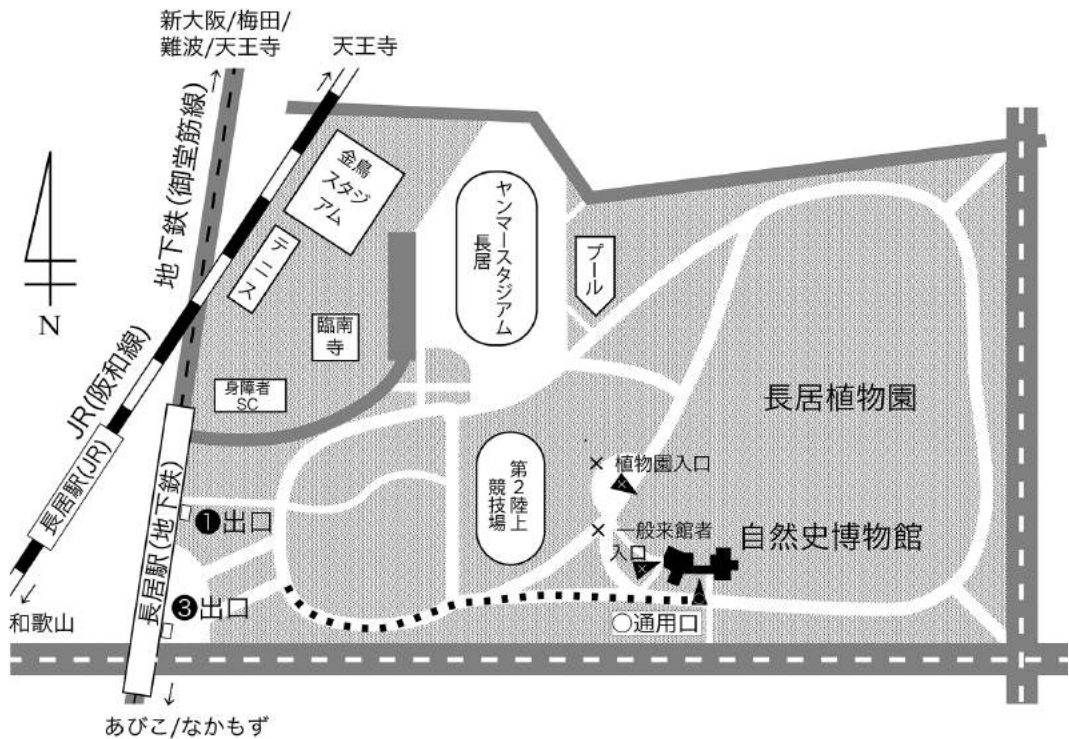 新大阪/梅田/
難波/天王寺
天王寺
地下鉄(御堂筋線)
JR(阪和線)
N
金鳥
スタジ
アム
テニス
臨南
寺
身障者
SC
ヤンマースタジアム
長居
プール
長居植物園
植物園入口
第2陸上
競技場
一般来館者
入口
自然史博物館
○通用口
長居駅(JR)
長居駅(地下鉄)
❶出口
❸出口
和歌山
あびこ/なかもず